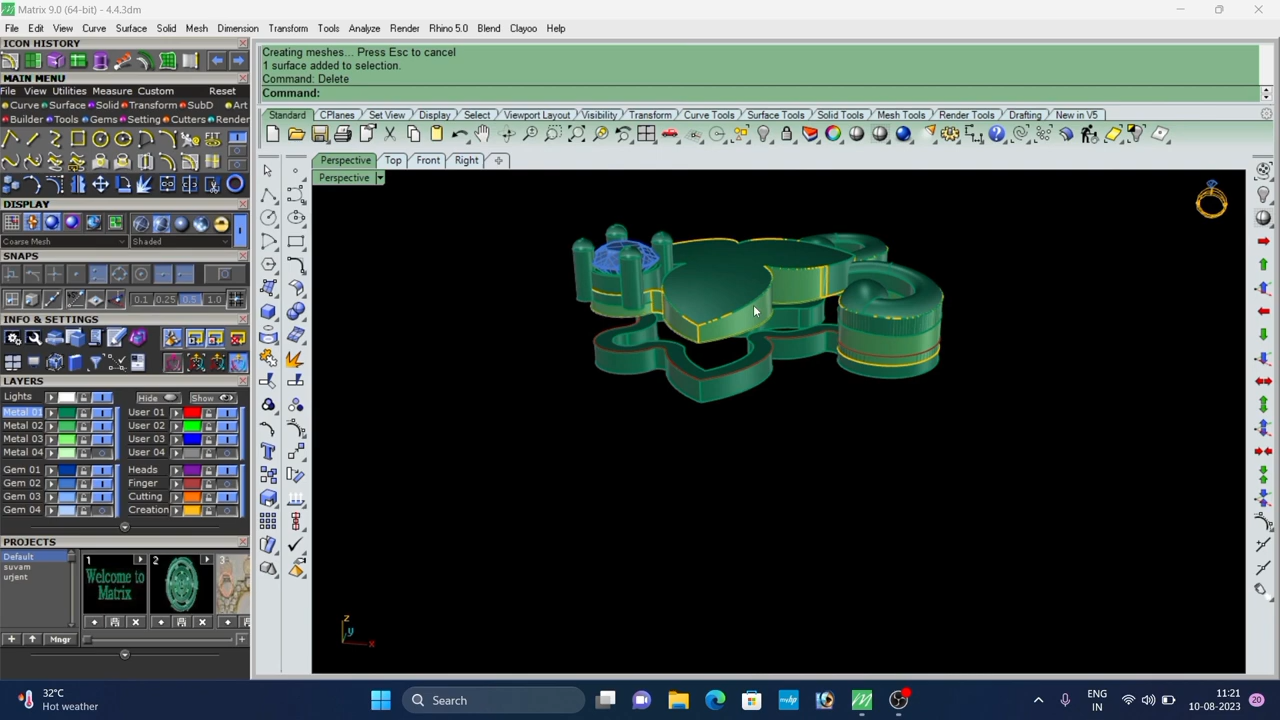 Matrix 9.0 (64-bit) - 4.4.3dm
File Edit View Curve Surface Solid Mesh Dimension Transform Tools Analyze Render Rhino 5.0 Blend Clayoo Help
ICON HISTORY
MAIN MENU
File View Utilities Measure Custom Reset
Curve Surface Solid Transform SubD Art
Builder Tools Gems Setting Cutters Render
FIT
DISPLAY
Coarse Mesh Shaded
SNAPS
0.1 0.25 0.5 1.0
INFO & SETTINGS
LAYERS
Lights Hide Show
Metal 01 User 01
Metal 02 User 02
Metal 03 User 03
Metal 04 User 04
Gem 01 Heads
Gem 02 Finger
Gem 03 Cutting
Gem 04 Creation
PROJECTS
Default
suvam
urjent
1 2 3
Welcome to
Matrix
Mngr
Creating meshes... Press Esc to cancel
1 surface added to selection.
Command: Delete
Command:
Standard CPlanes Set View Display Select Viewport Layout Visibility Transform Curve Tools Surface Tools Solid Tools Mesh Tools Render Tools Drafting New in V5
Perspective Top Front Right
Perspective
z
y
x
32°C
Hot weather
Search
ENG
IN
11:21
10-08-2023
20